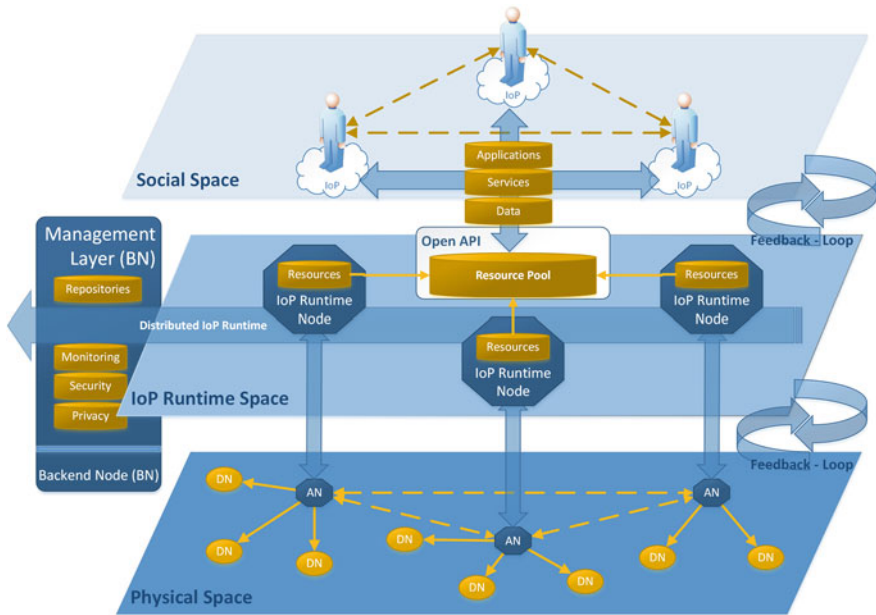 IoP
IoP
IoP
Applications
Services
Data
Social Space
Feedback - Loop
Management
Layer (BN)
Repositories
Monitoring
Security
Privacy
Backend Node (BN)
Open API
Resource Pool
Resources
IoP Runtime
Node
Resources
IoP Runtime
Node
Resources
IoP Runtime
Node
Distributed IoP Runtime
IoP Runtime Space
Feedback - Loop
DN
AN
AN
DN
DN
DN
AN
DN
DN
DN
DN
DN
Physical Space